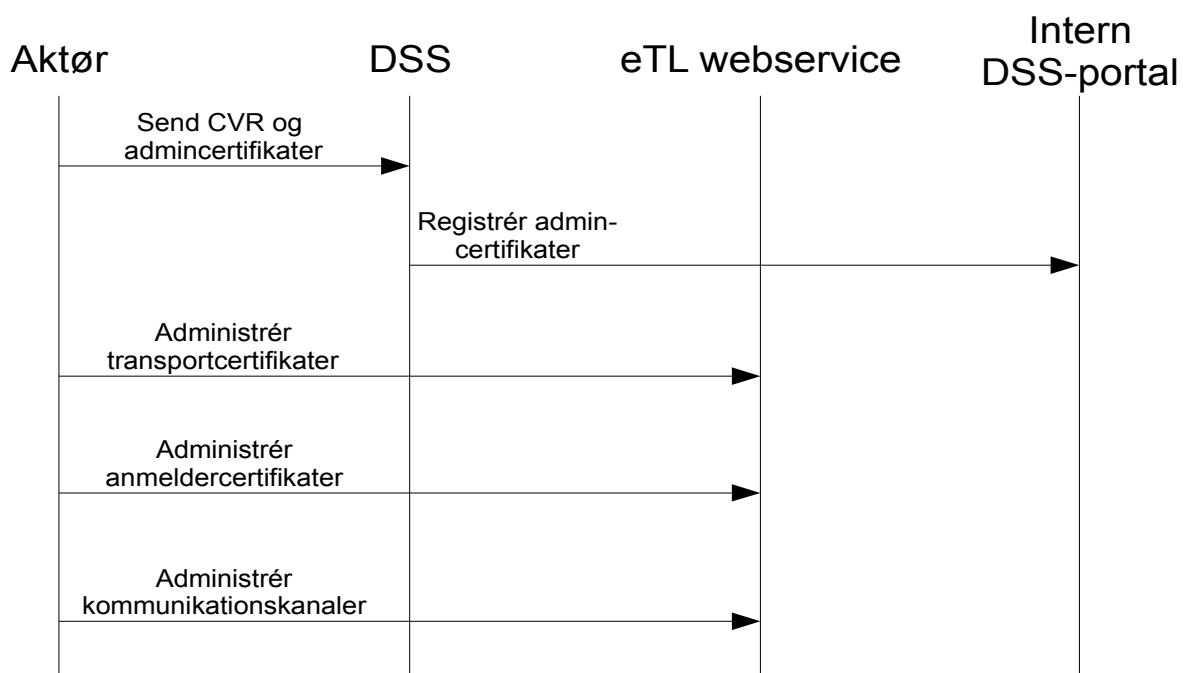 Aktør
DSS
eTL webservice
Intern
DSS-portal
Send CVR og
admincertifikater
Registrér admin-
certifikater
Administrér
transportcertifikater
Administrér
anmeldercertifikater
Administrér
kommunikationskanaler